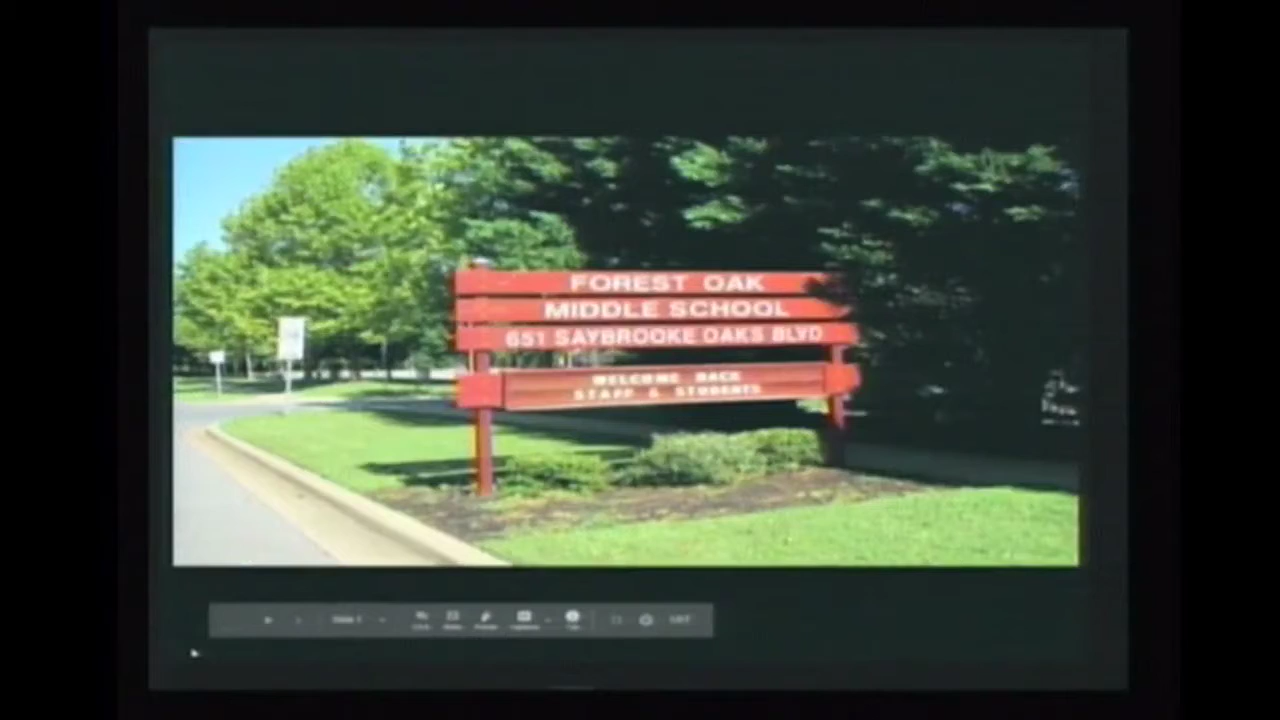 FOREST OAK
MIDDLE SCHOOL
651 SAYBROOKE OAKS BLVD
WELCOME BACK
STAFF & STUDENTS